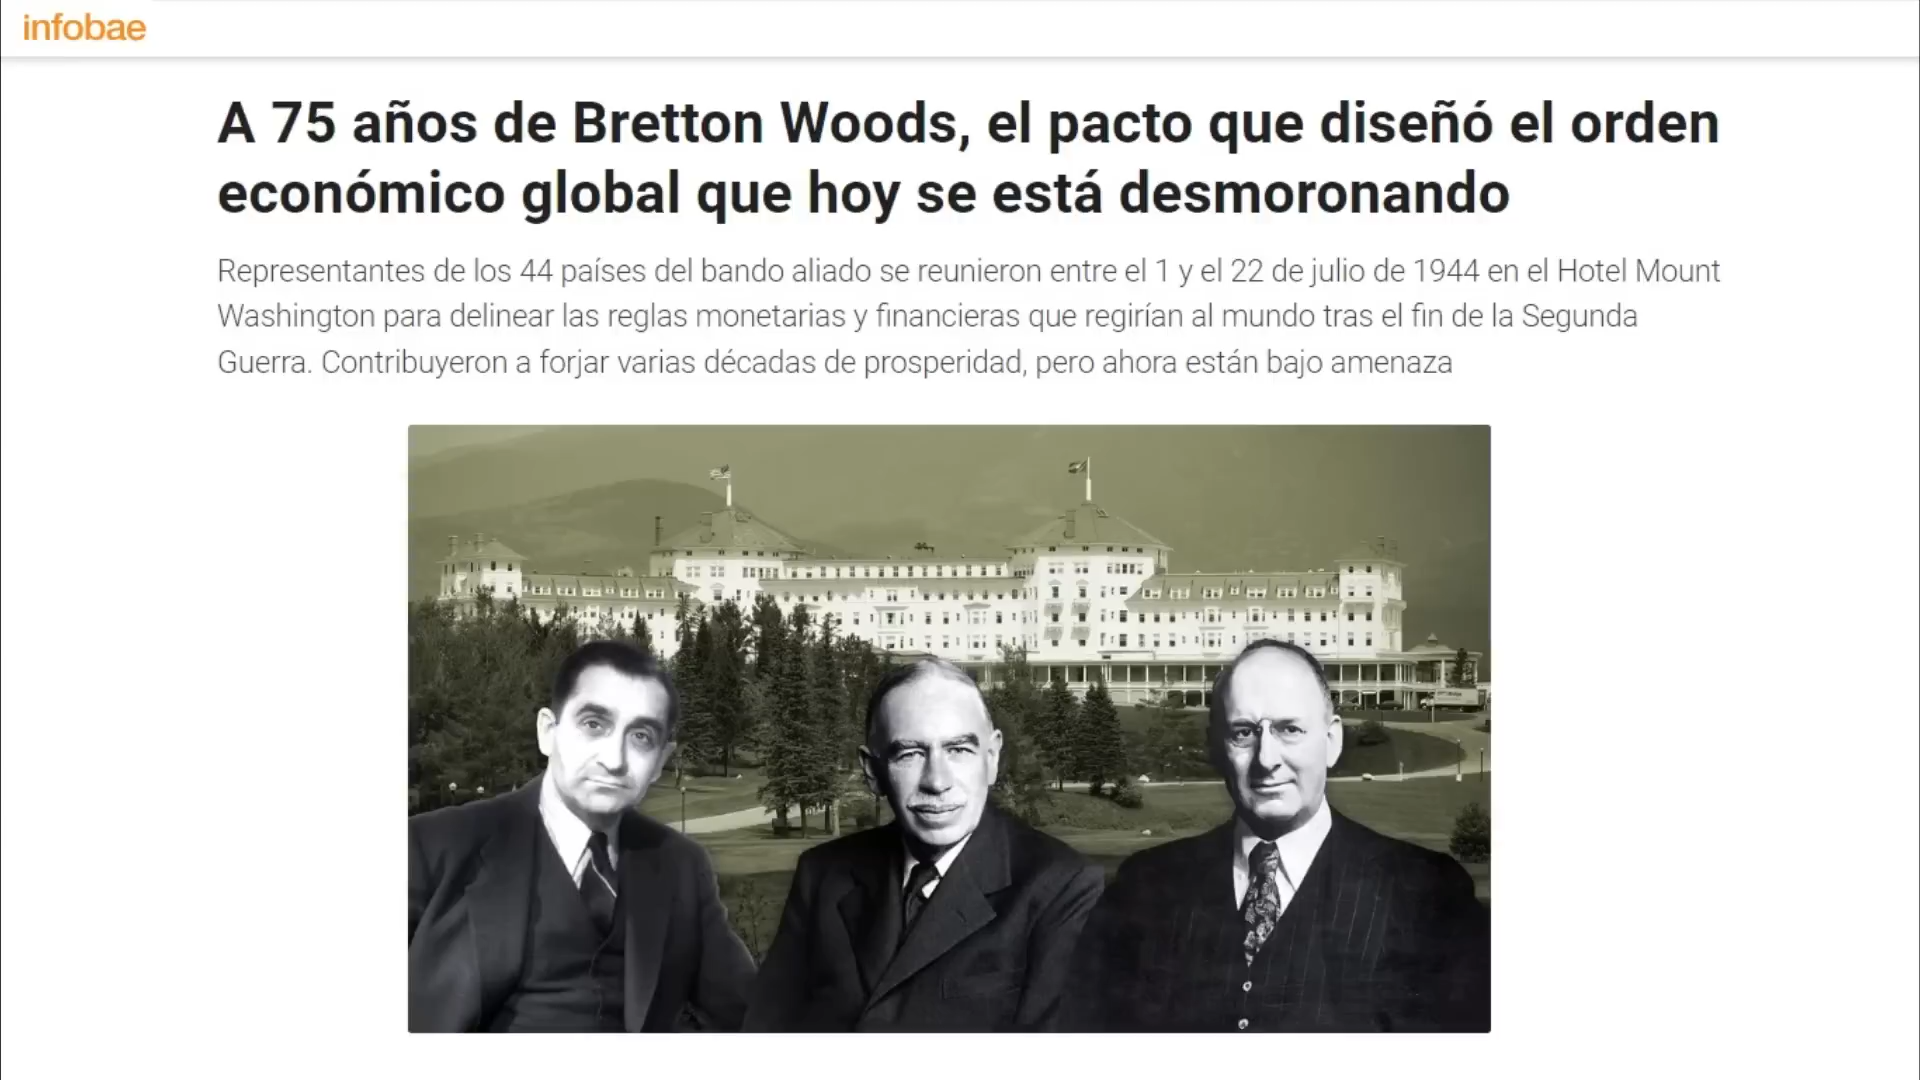 infobae
A 75 años de Bretton Woods, el pacto que diseñó el orden
económico global que hoy se está desmoronando
Representantes de los 44 países del bando aliado se reunieron entre el 1 y el 22 de julio de 1944 en el Hotel Mount
Washington para delinear las reglas monetarias y financieras que regirían al mundo tras el fin de la Segunda
Guerra. Contribuyeron a forjar varias décadas de prosperidad, pero ahora están bajo amenaza